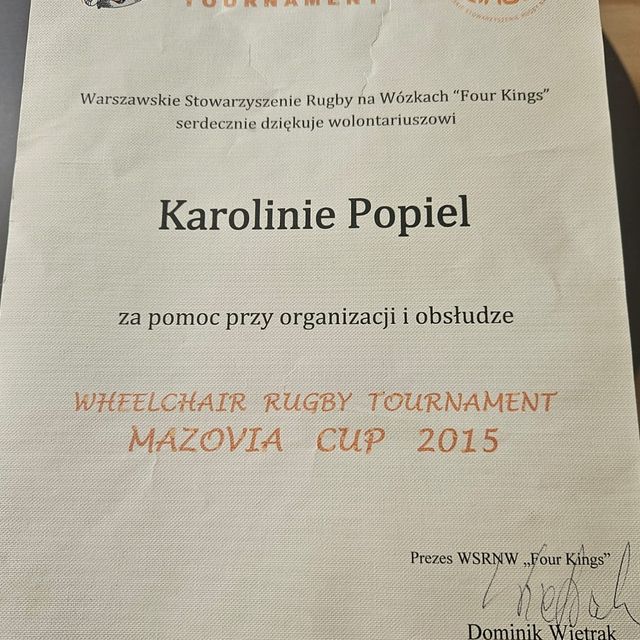 TOURNAMENT
Warszawskie Stowarzyszenie Rugby na Wózkach “Four Kings”
serdecznie dziękuje wolontariuszowi
Karolinie Popiel
za pomoc przy organizacji i obsłudze
WHEELCHAIR RUGBY TOURNAMENT
MAZOVIA CUP 2015
Prezes WSRNW „Four Kings”
Dominik Wietrak